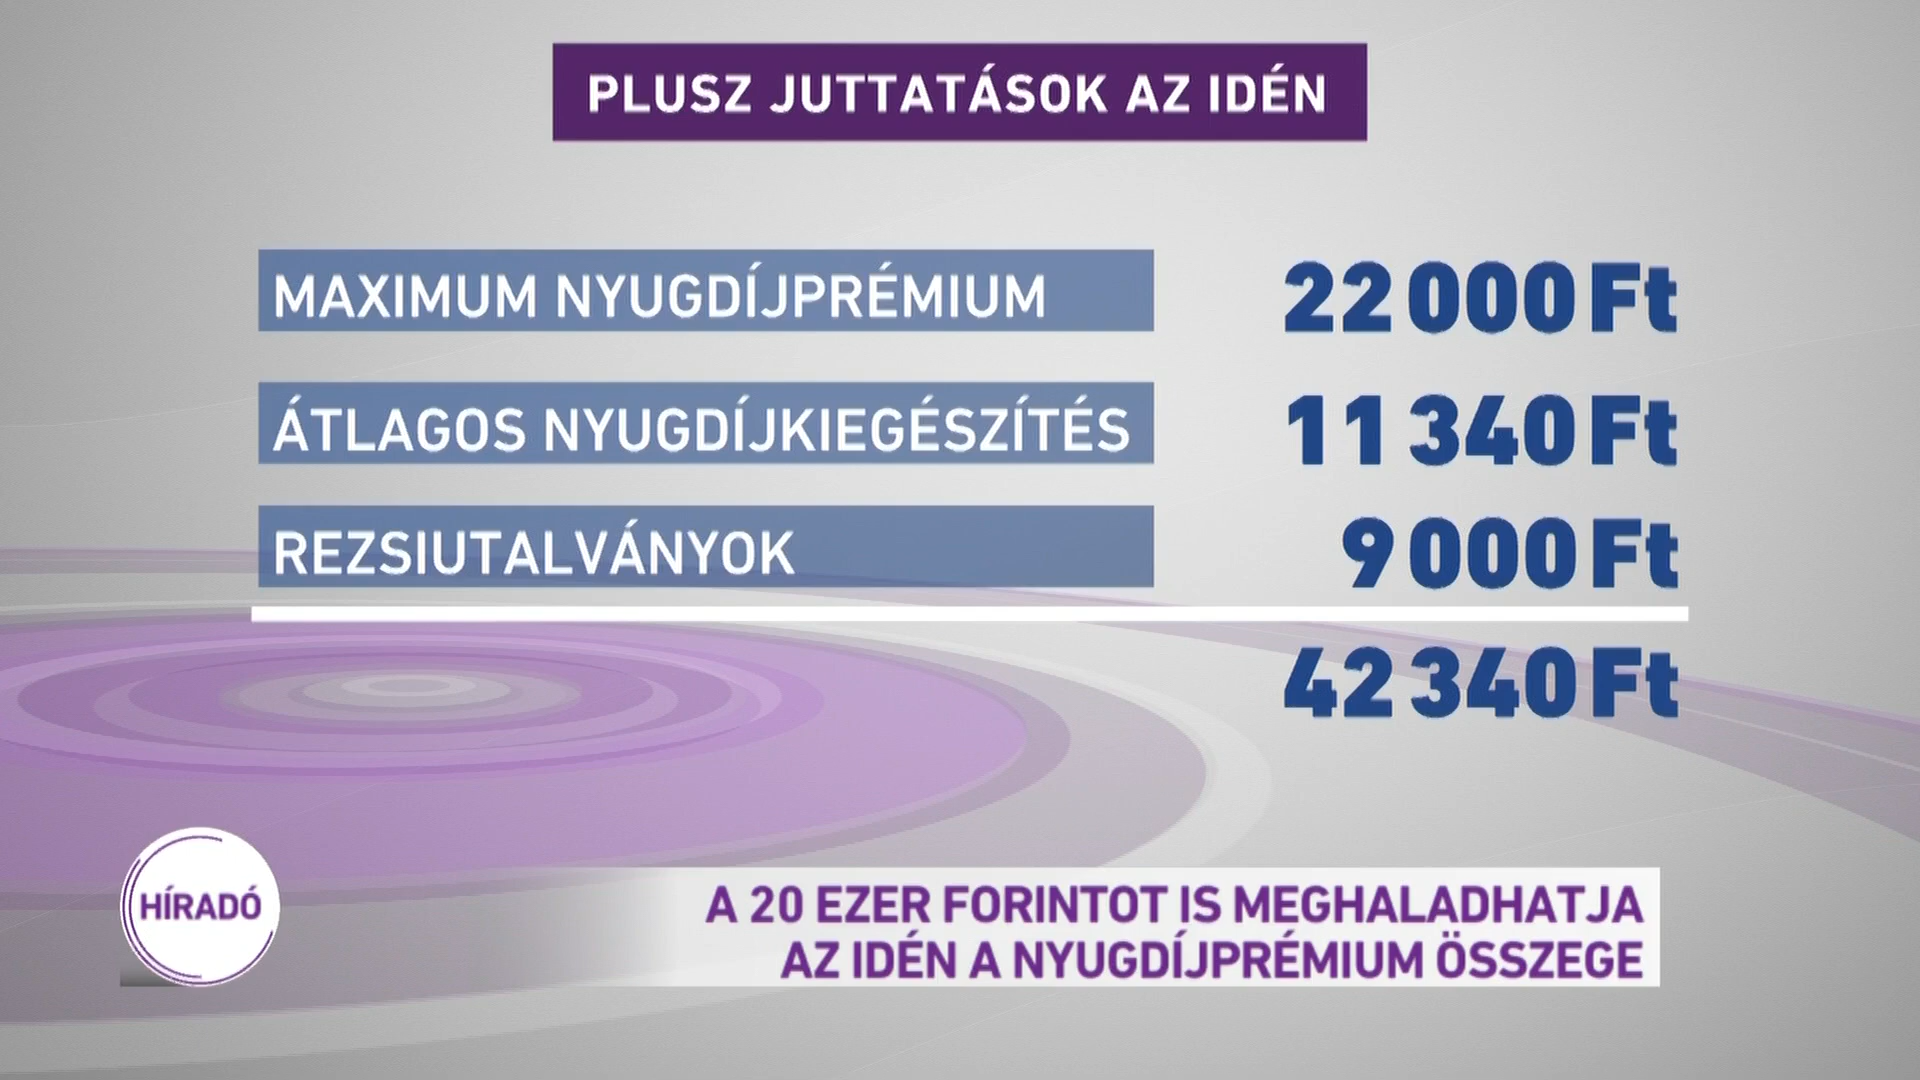 PLUSZ JUTTATÁSOK AZ IDÉN
MAXIMUM NYUGDÍJPRÉMIUM 22 000 Ft
ÁTLAGOS NYUGDÍJKIEGÉSZÍTÉS 11 340 Ft
REZSIUTALVÁNYOK 9 000 Ft
42 340 Ft
HÍRADÓ
A 20 EZER FORINTOT IS MEGHALADHATJA
AZ IDÉN A NYUGDÍJPRÉMIUM ÖSSZEGE